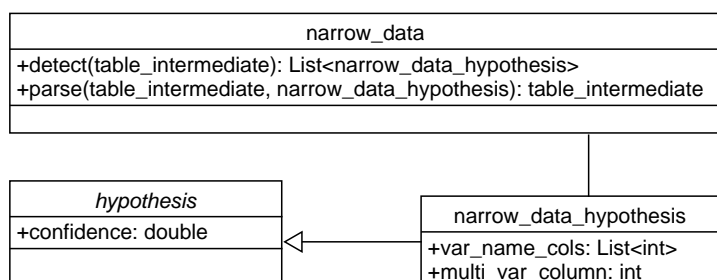 narrow_data
+detect(table_intermediate): List<narrow_data_hypothesis>
+parse(table_intermediate, narrow_data_hypothesis): table_intermediate
hypothesis
+confidence: double
narrow_data_hypothesis
+var_name_cols: List<int>
+multi_var_column: int